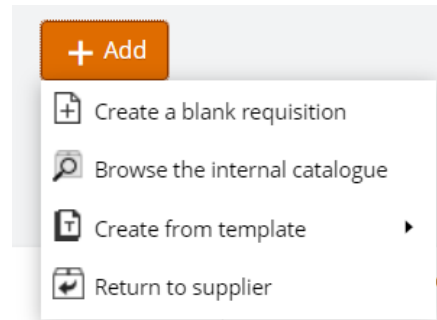 + Add
Create a blank requisition
Browse the internal catalogue
Create from template
Return to supplier